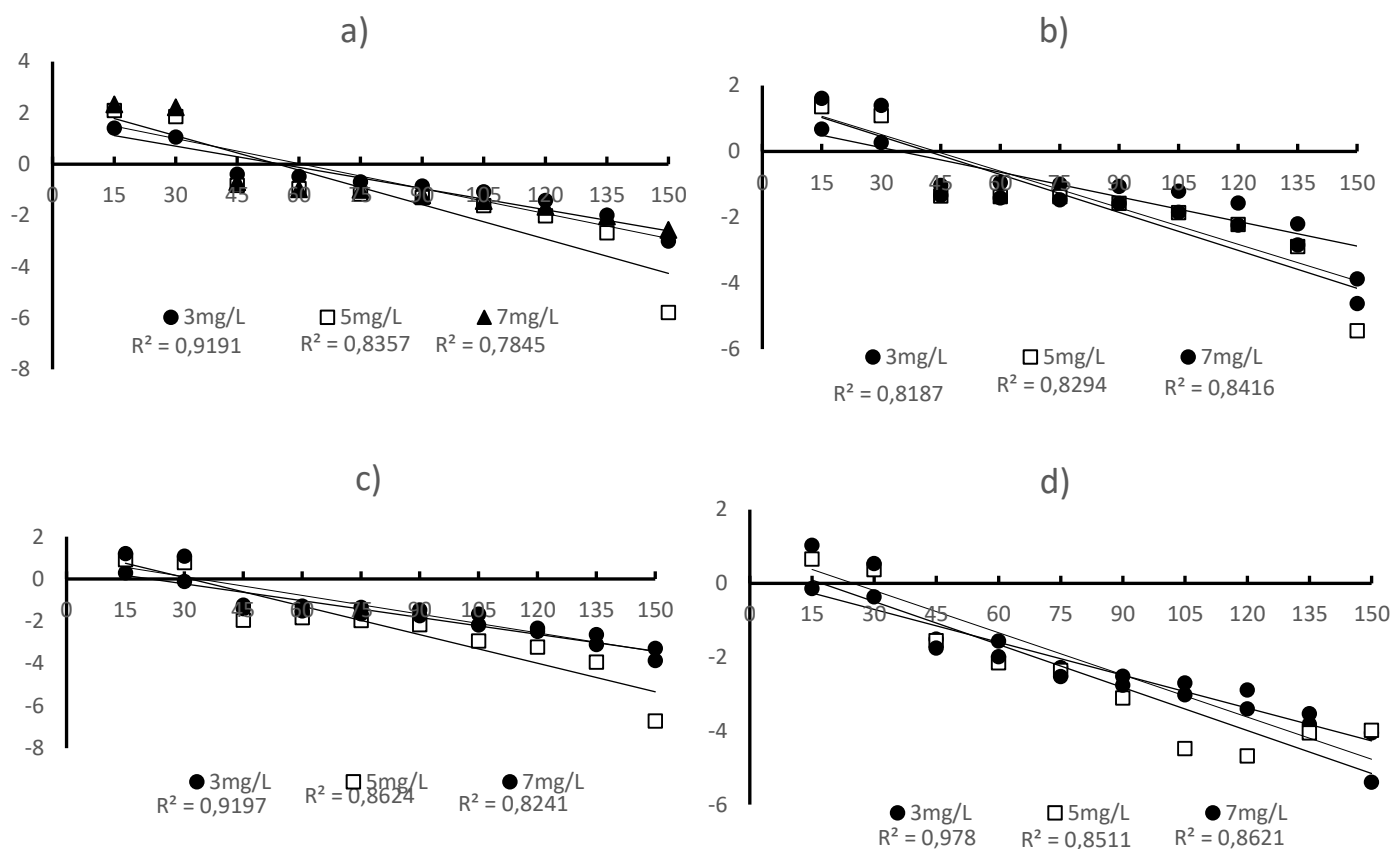 a)
4
2
0
0 15 30 45 60 75 90 105 120 135 150
-2
-4
-6
3mg/L 5mg/L 7mg/L
R² = 0,9191 R² = 0,8357 R² = 0,7845
-8
b)
2
0
0 15 30 45 60 75 90 105 120 135 150
-2
-4
-6
3mg/L 5mg/L 7mg/L
R² = 0,8187 R² = 0,8294 R² = 0,8416
c)
2
0
0 15 30 45 60 75 90 105 120 135 150
-2
-4
-6
-8
3mg/L 5mg/L 7mg/L
R² = 0,9197 R² = 0,8624 R² = 0,8241
d)
2
0
0 15 30 45 60 75 90 105 120 135 150
-2
-4
-6
3mg/L 5mg/L 7mg/L
R² = 0,978 R² = 0,8511 R² = 0,8621